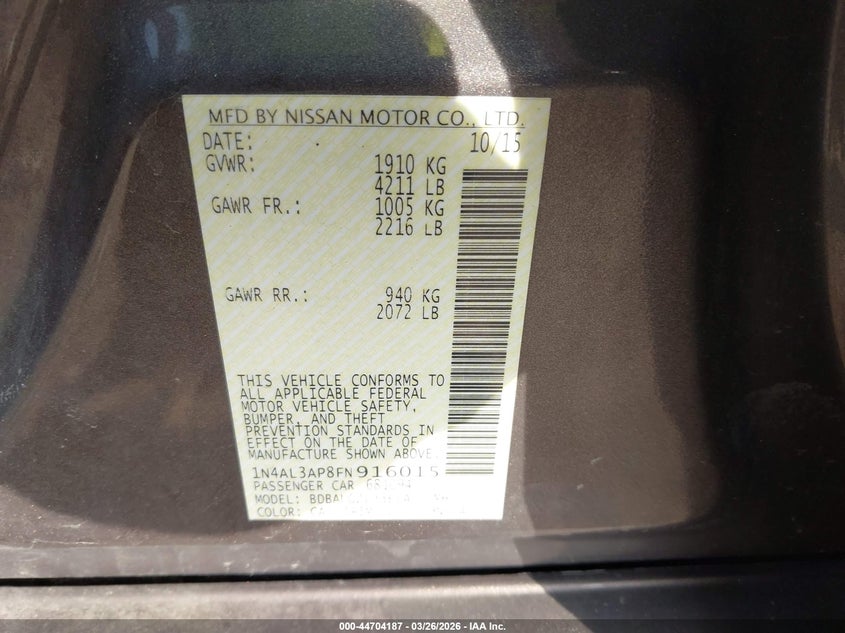 MFD BY NISSAN MOTOR CO., LTD.
DATE: 10/15
GVWR: 1910 KG
4211 LB
GAWR FR.: 1005 KG
2216 LB
GAWR RR.: 940 KG
2072 LB
THIS VEHICLE CONFORMS TO
ALL APPLICABLE FEDERAL
MOTOR VEHICLE SAFETY,
BUMPER, AND THEFT
PREVENTION STANDARDS IN
EFFECT ON THE DATE OF
MANUFACTURE SHOWN ABOVE.
1N4AL3AP8FN916015
PASSENGER CAR
MODEL:
COLOR:
000-44704187 - 03/26/2026 - IAA Inc.